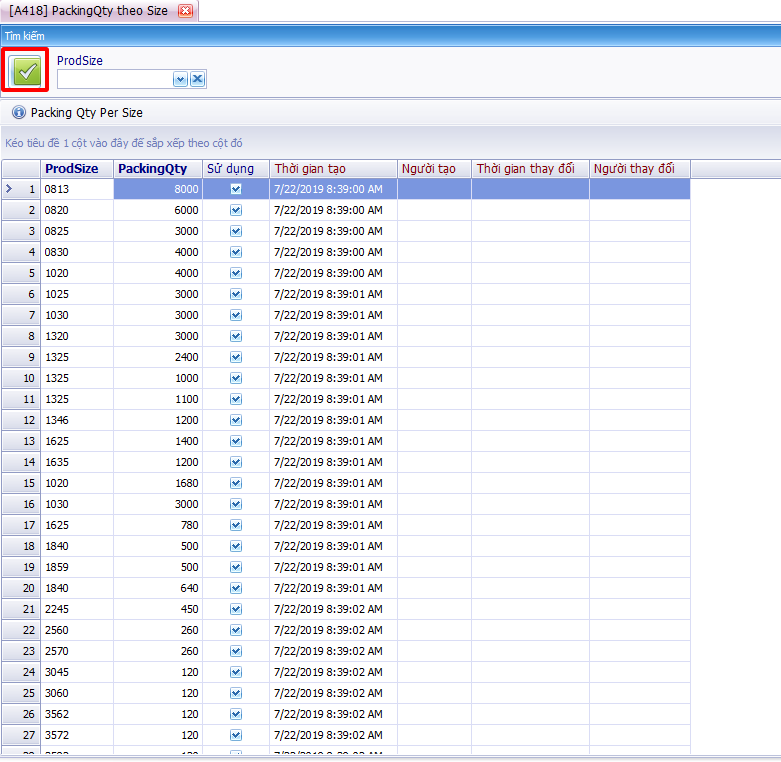 [A418] PackingQty theo Size
Tìm kiếm
ProdSize
Packing Qty Per Size
Kéo tiêu đề 1 cột vào đây để sắp xếp theo cột đó
ProdSize PackingQty Sử dụng Thời gian tạo Người tạo Thời gian thay đổi Người thay đổi
1 0813 8000 7/22/2019 8:39:00 AM
2 0820 6000 7/22/2019 8:39:00 AM
3 0825 3000 7/22/2019 8:39:00 AM
4 0830 4000 7/22/2019 8:39:00 AM
5 1020 4000 7/22/2019 8:39:00 AM
6 1025 3000 7/22/2019 8:39:01 AM
7 1030 3000 7/22/2019 8:39:01 AM
8 1320 3000 7/22/2019 8:39:01 AM
9 1325 2400 7/22/2019 8:39:01 AM
10 1325 1000 7/22/2019 8:39:01 AM
11 1325 1100 7/22/2019 8:39:01 AM
12 1346 1200 7/22/2019 8:39:01 AM
13 1625 1400 7/22/2019 8:39:01 AM
14 1635 1200 7/22/2019 8:39:01 AM
15 1020 1680 7/22/2019 8:39:01 AM
16 1030 3000 7/22/2019 8:39:01 AM
17 1625 780 7/22/2019 8:39:01 AM
18 1840 500 7/22/2019 8:39:01 AM
19 1859 500 7/22/2019 8:39:01 AM
20 1840 640 7/22/2019 8:39:01 AM
21 2245 450 7/22/2019 8:39:02 AM
22 2560 260 7/22/2019 8:39:02 AM
23 2570 260 7/22/2019 8:39:02 AM
24 3045 120 7/22/2019 8:39:02 AM
25 3060 120 7/22/2019 8:39:02 AM
26 3562 120 7/22/2019 8:39:02 AM
27 3572 120 7/22/2019 8:39:02 AM